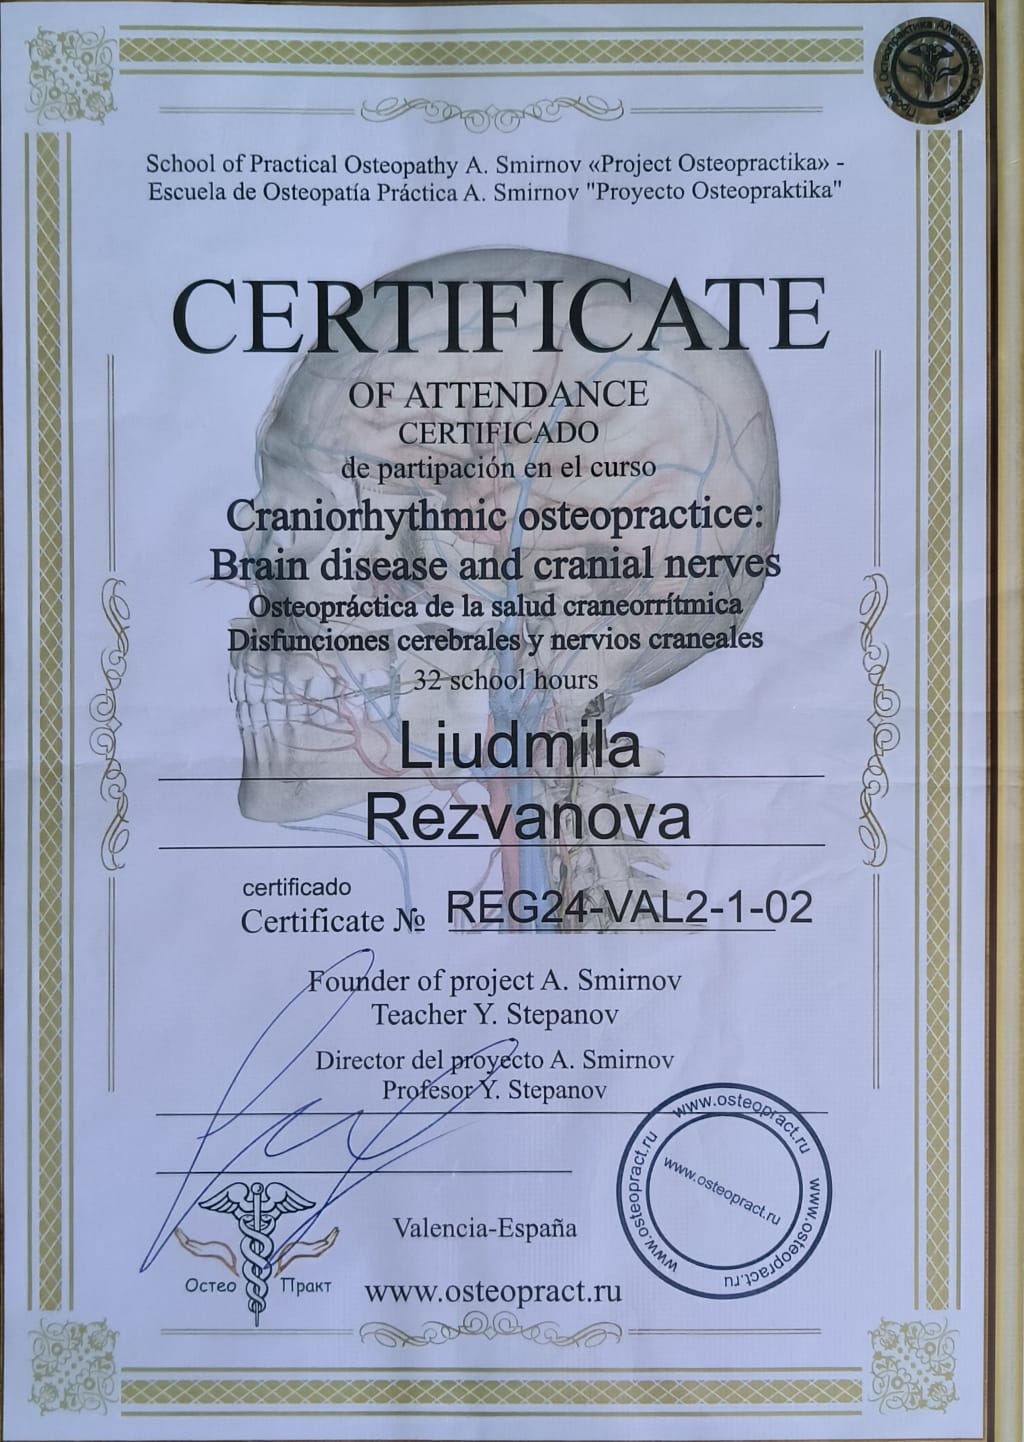 Проект Остеопрактика Александра Смирнова
School of Practical Osteopathy A. Smirnov «Project Osteopractika» -
Escuela de Osteopatía Práctica A. Smirnov "Proyecto Osteopraktika"
CERTIFICATE
OF ATTENDANCE
CERTIFICADO
de partipación en el curso
Craniorhythmic osteopractice:
Brain disease and cranial nerves
Osteopráctica de la salud craneorrítmica
Disfunciones cerebrales y nervios craneales
32 school hours
Liudmila
Rezvanova
certificado
Certificate № REG24-VAL2-1-02
Founder of project A. Smirnov
Teacher Y. Stepanov
Director del proyecto A. Smirnov
Profesor Y. Stepanov
www.osteopract.ru
www.osteopract.ru
www.osteopract.ru
www.osteopract.ru
Valencia-España
Остео Практ
www.osteopract.ru